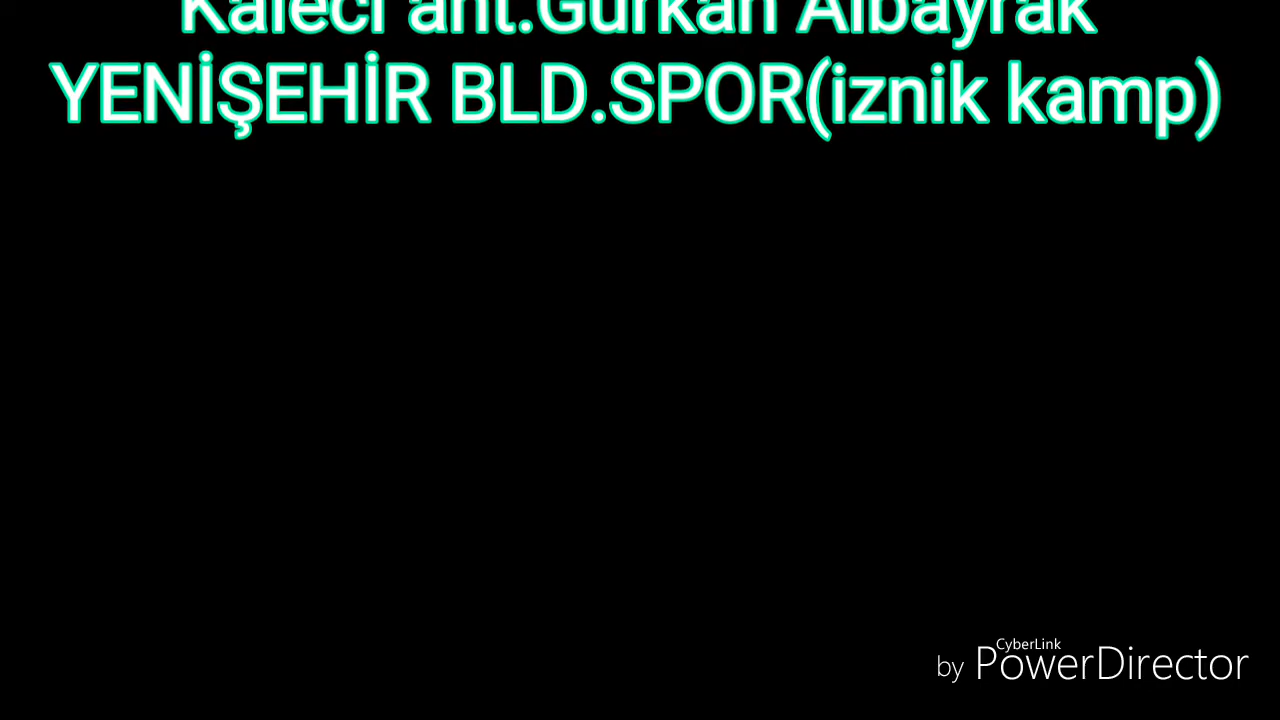 Kaleci ant.Gürkan Albayrak
YENİŞEHİR BLD.SPOR(iznik kamp)
CyberLink
by PowerDirector